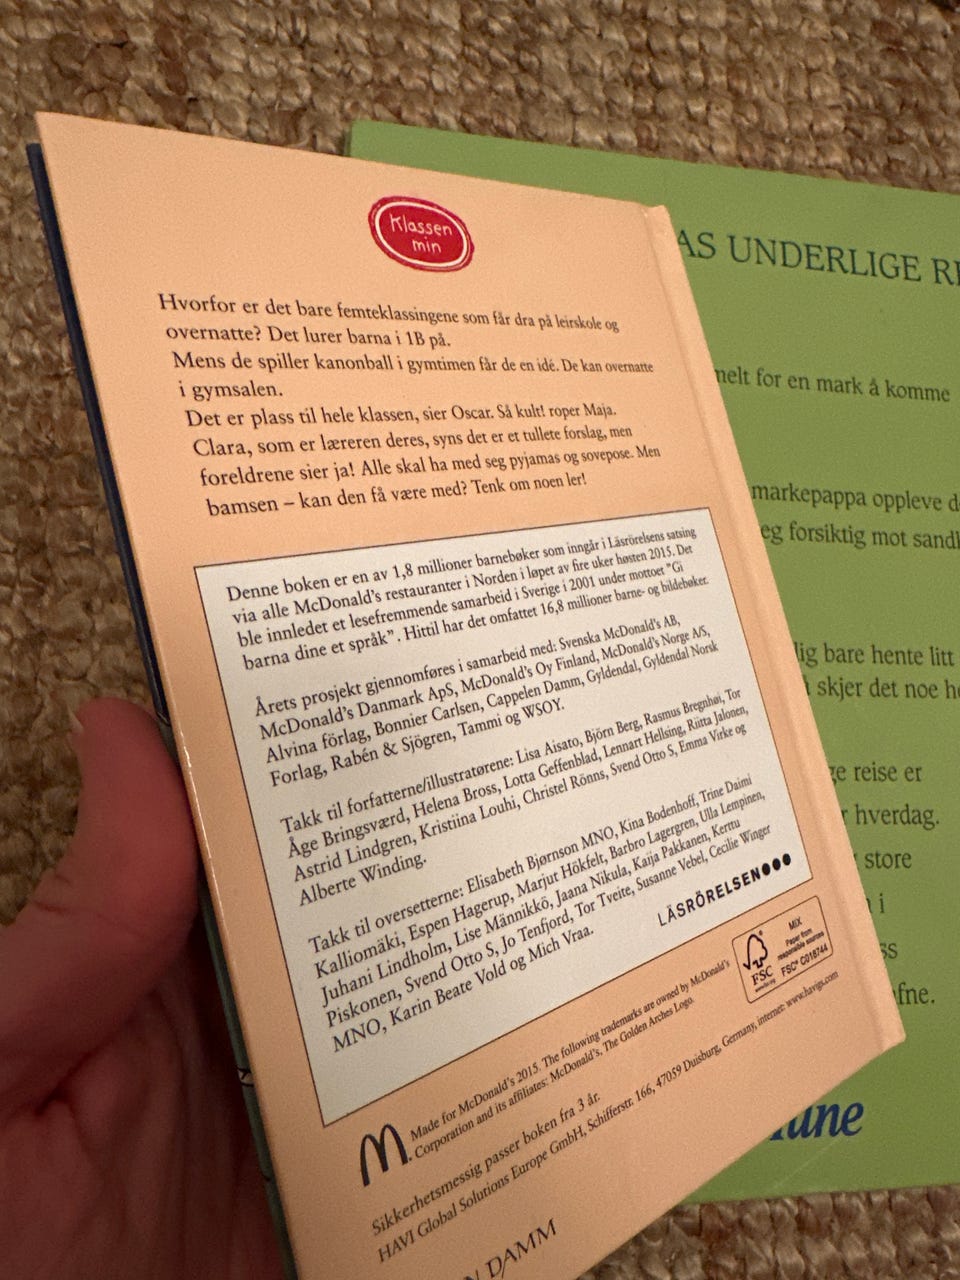 Klassen
min
Hvorfor er det bare femteklassingene som får dra på leirskole og
overnatte? Det lurer barna i 1B på.
Mens de spiller kanonball i gymtimen får de en idé. De kan overnatte
i gymsalen.
Det er plass til hele klassen, sier Oscar. Så kult! roper Maja.
Clara, som er læreren deres, syns det er et tullete forslag, men
foreldrene sier ja! Alle skal ha med seg pyjamas og sovepose. Men
bamsen – kan den få være med? Tenk om noen ler!
Denne boken er en av 1,8 millioner barnebøker som inngår i Läsrörelsens satsing
via alle McDonald's restauranter i Norden i løpet av fire uker høsten 2015. Det
ble innledet et lesefremmende samarbeid i Sverige i 2001 under mottoet "Gi
barna dine et språk". Hittil har det omfattet 16,8 millioner barne- og bildebøker.
Årets prosjekt gjennomføres i samarbeid med: Svenska McDonald's AB,
McDonald's Danmark ApS, McDonald's Oy Finland, McDonald's Norge A/S,
Alvina förlag, Bonnier Carlsen, Cappelen Damm, Gyldendal, Gyldendal Norsk
Forlag, Rabén & Sjögren, Tammi og WSOY.
Takk til forfatterne/illustratørene: Lisa Aisato, Björn Berg, Rasmus Bregnhøi, Tor
Åge Bringsværd, Helena Bross, Lotta Geffenblad, Lennart Hellsing, Riitta Jalonen,
Astrid Lindgren, Kristiina Louhi, Christel Rönns, Svend Otto S, Emma Virke og
Alberte Winding.
Takk til oversetterne: Elisabeth Bjørnson MNO, Kina Bodenhoff, Trine Daimi
Kalliomäki, Espen Hagerup, Marjut Hökfelt, Barbro Lagergren, Ulla Lempinen,
Juhani Lindholm, Lise Männikkö, Jaana Nikula, Kaija Pakkanen, Kerttu
Piskonen, Svend Otto S, Jo Tenfjord, Tor Tveite, Susanne Vebel, Cecilie Winger
MNO, Karin Beate Vold og Mich Vraa.
LÄSRÖRELSEN●●●
FSC
www.fsc.org
MIX
Paper from
responsible sources
FSC® C018744
Made for McDonald's 2015. The following trademarks are owned by McDonald's
Corporation and its affiliates: McDonald's, The Golden Arches Logo.
Sikkerhetsmessig passer boken fra 3 år.
HAVI Global Solutions Europe GmbH, Schifferstr. 166, 47059 Duisburg, Germany, internet: www.havigs.com
N DAMM
AS UNDERLIGE RE
melt for en mark å komme
markepappa oppleve d
eg forsiktig mot sandk
lig bare hente litt
skjer det noe he
ge reise er
r hverdag.
store
i
ss
fne.